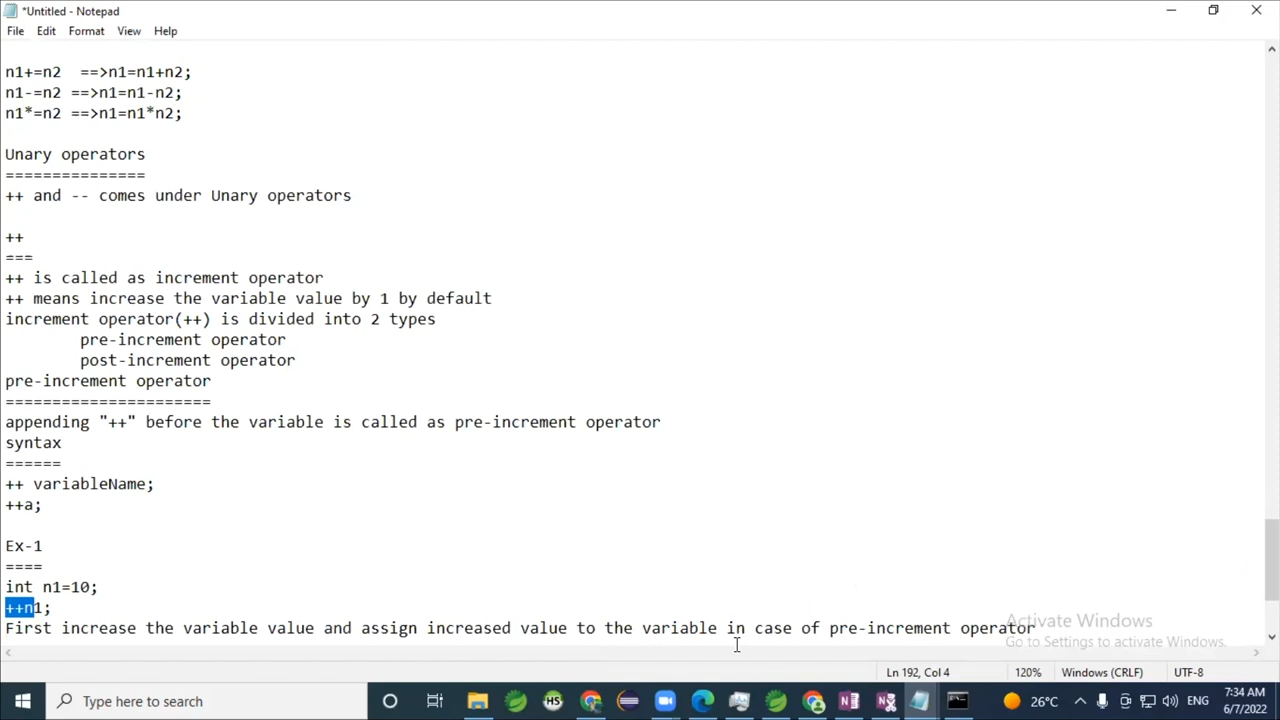 *Untitled - Notepad
File Edit Format View Help
n1+=n2  ==>n1=n1+n2;
n1-=n2 ==>n1=n1-n2;
n1*=n2 ==>n1=n1*n2;
Unary operators
===============
++ and -- comes under Unary operators
++
===
++ is called as increment operator
++ means increase the variable value by 1 by default
increment operator(++) is divided into 2 types
pre-increment operator
post-increment operator
pre-increment operator
======================
appending "++" before the variable is called as pre-increment operator
syntax
======
++ variableName;
++a;
Ex-1
====
int n1=10;
++n1;
First increase the variable value and assign increased value to the variable in case of pre-increment operator
Activate Windows
Go to Settings to activate Windows.
Ln 192, Col 4 120% Windows (CRLF) UTF-8
Type here to search
HS
26°C
ENG
7:34 AM
6/7/2022